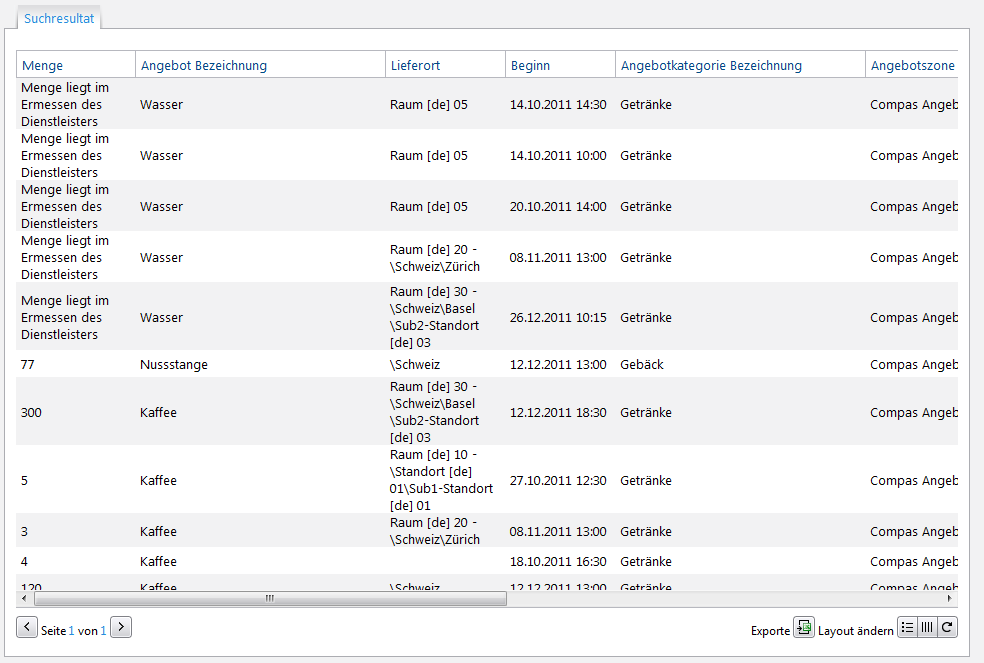 Suchresultat
Menge Angebot Bezeichnung Lieferort Beginn Angebotkategorie Bezeichnung Angebotszone
Menge liegt im
Ermessen des Wasser Raum [de] 05 14.10.2011 14:30 Getränke Compas Angeb
Dienstleisters
Menge liegt im
Ermessen des Wasser Raum [de] 05 14.10.2011 10:00 Getränke Compas Angeb
Dienstleisters
Menge liegt im
Ermessen des Wasser Raum [de] 05 20.10.2011 14:00 Getränke Compas Angeb
Dienstleisters
Menge liegt im
Raum [de] 20 -
Ermessen des Wasser 08.11.2011 13:00 Getränke Compas Angeb
\Schweiz\Zürich
Dienstleisters
Raum [de] 30 -
Menge liegt im \Schweiz\Basel
Ermessen des Wasser 26.12.2011 10:15 Getränke Compas Angeb
\Sub2-Standort
Dienstleisters
[de] 03
77 Nussstange \Schweiz 12.12.2011 13:00 Gebäck Compas Angeb
Raum [de] 30 -
\Schweiz\Basel
300 Kaffee 12.12.2011 18:30 Getränke Compas Angeb
\Sub2-Standort
[de] 03
Raum [de] 10 -
\Standort [de]
5 Kaffee 27.10.2011 12:30 Getränke Compas Angeb
01\Sub1-Standort
[de] 01
Raum [de] 20 -
3 Kaffee 08.11.2011 13:00 Getränke Compas Angeb
\Schweiz\Zürich
4 Kaffee 18.10.2011 16:30 Getränke Compas Angeb
120 Kaffee \Schweiz 12.12.2011 13:00 Getränke Compas Angeb
Seite 1 von 1 Exporte Layout ändern